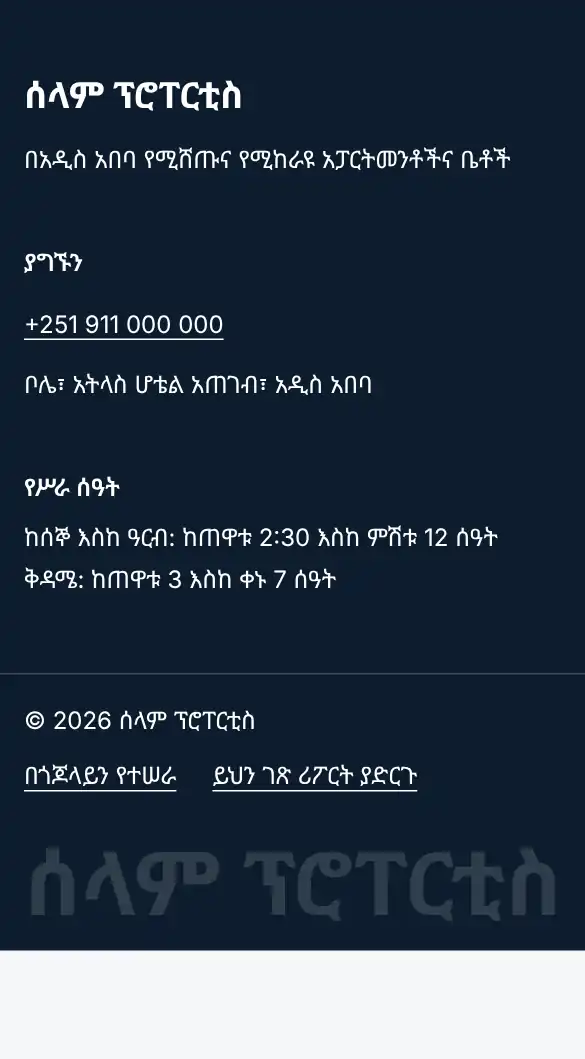 ሰላም ፕሮፐርቲስ
በአዲስ አበባ የሚሸጡና የሚከራዩ አፓርትመንቶችና ቤቶች
ያግኙን
+251 911 000 000
ቦሌ፣ አትላስ ሆቴል አጠገብ፣ አዲስ አበባ
የሥራ ሰዓት
ከሰኞ እስከ ዓርብ: ከጠዋቱ 2:30 እስከ ምሽቱ 12 ሰዓት
ቅዳሜ: ከጠዋቱ 3 እስከ ቀኑ 7 ሰዓት
© 2026 ሰላም ፕሮፐርቲስ
በጎጆላይን የተሠራ ይህን ገጽ ሪፖርት ያድርጉ
ሰላም ፕሮፐርቲስ